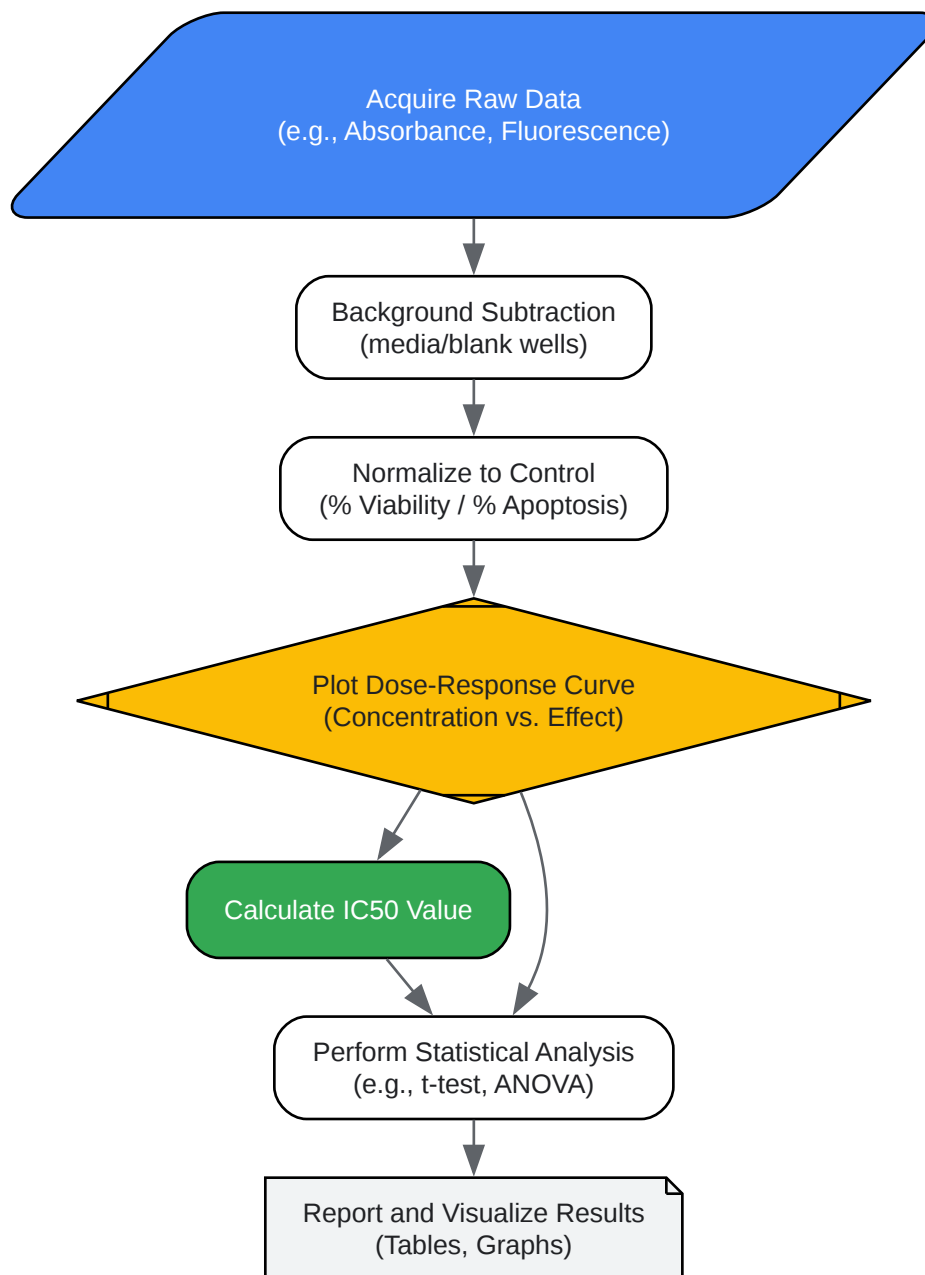 Acquire Raw Data
(e.g., Absorbance, Fluorescence)
Background Subtraction
(media/blank wells)
Normalize to Control
(% Viability / % Apoptosis)
Plot Dose-Response Curve
(Concentration vs. Effect)
Calculate IC50 Value
Perform Statistical Analysis
(e.g., t-test, ANOVA)
Report and Visualize Results
(Tables, Graphs)